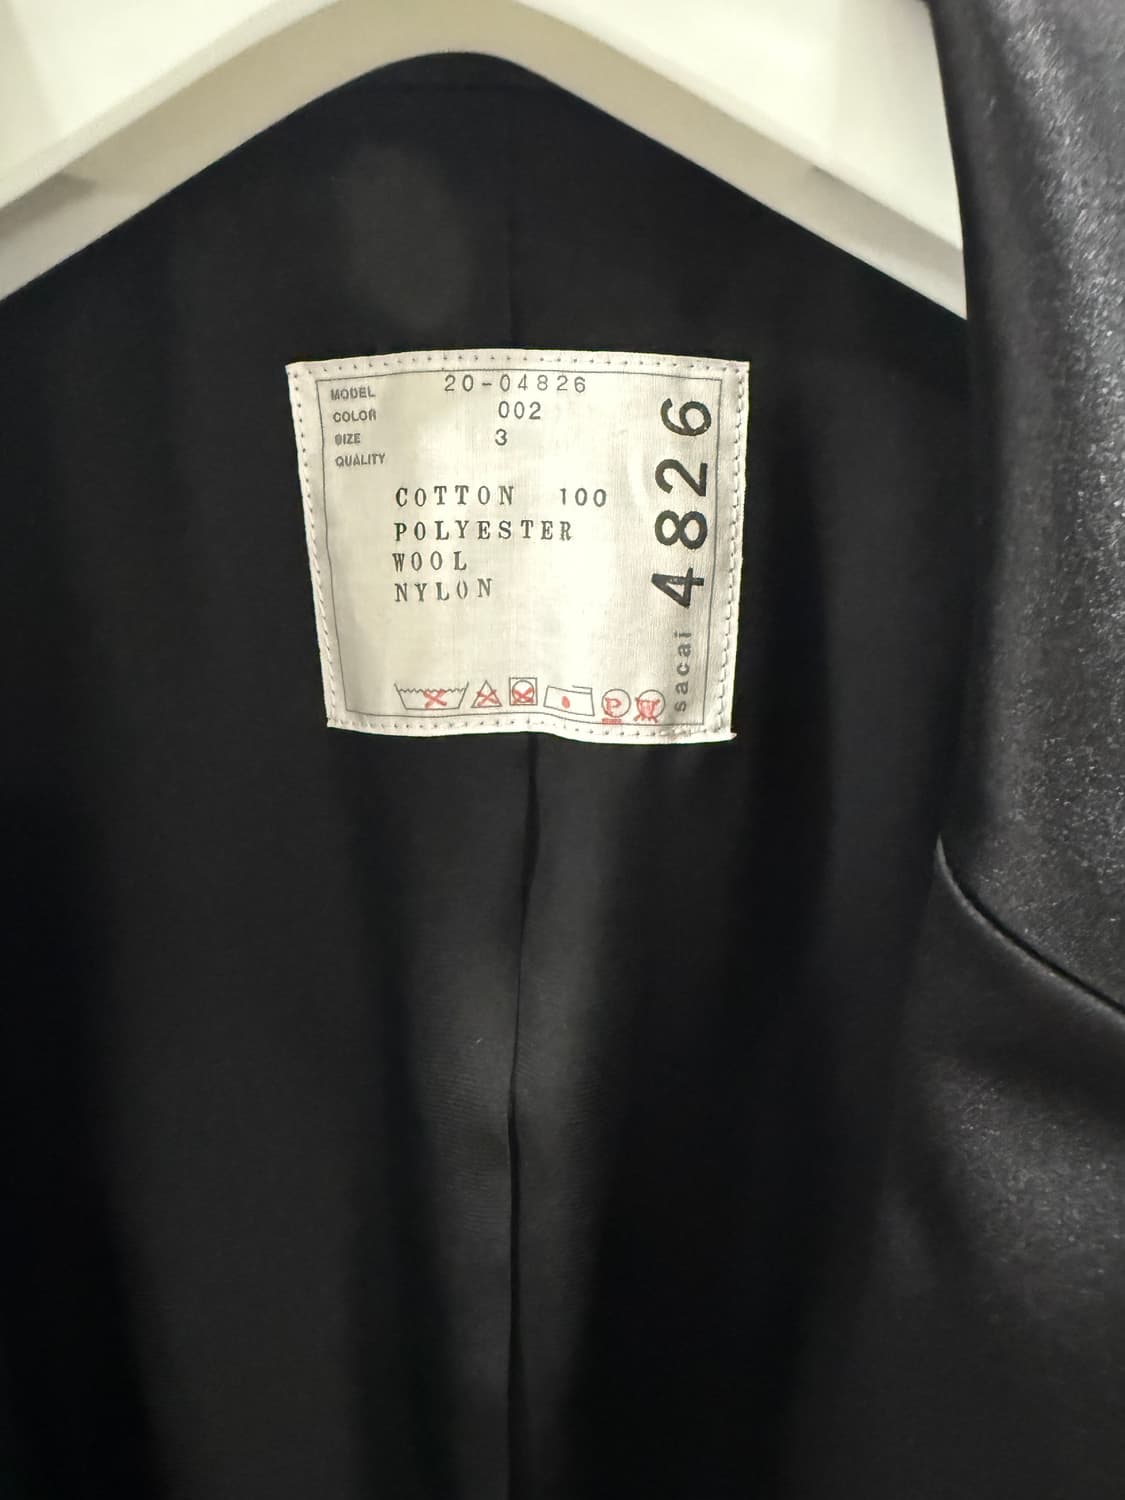 MODEL 20-04826
COLOR 002
SIZE 3
QUALITY
COTTON 100
POLYESTER
WOOL
NYLON
P
W
sacai 4826